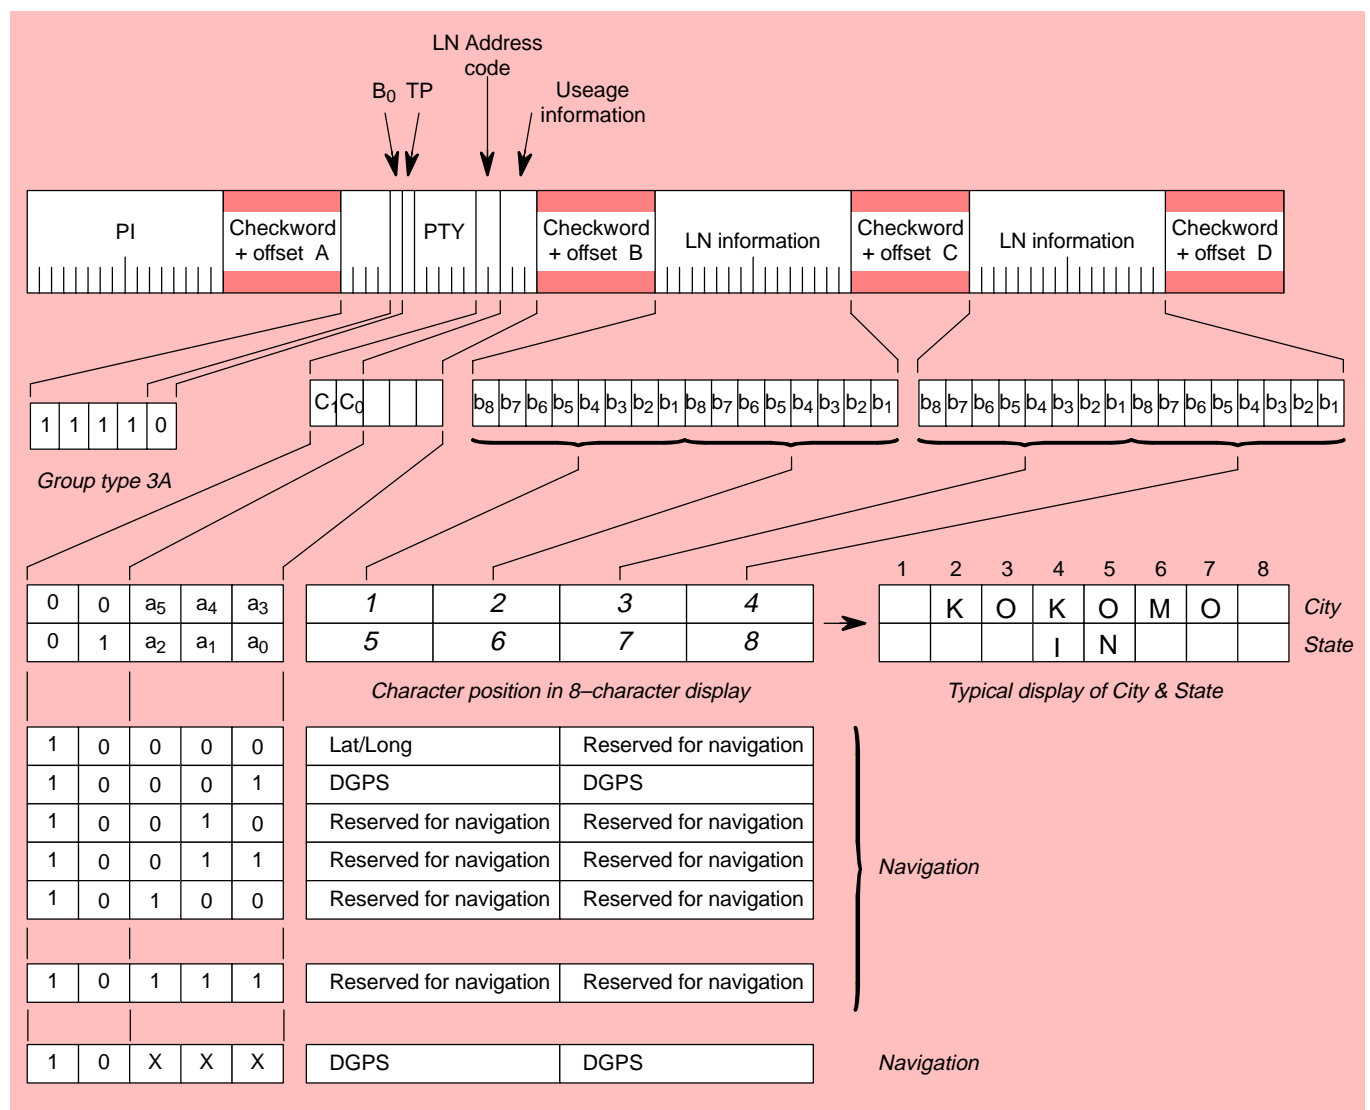 LN Address
code
B0 TP
Useage
information
PI
Checkword
+ offset A
PTY
Checkword
+ offset B
LN information
Checkword
+ offset C
LN information
Checkword
+ offset D
1 1 1 1 0
C1 C0
b8 b7 b6 b5 b4 b3 b2 b1 b8 b7 b6 b5 b4 b3 b2 b1
b8 b7 b6 b5 b4 b3 b2 b1 b8 b7 b6 b5 b4 b3 b2 b1
Group type 3A
1 2 3 4 5 6 7 8
0 0 a5 a4 a3
1 2 3 4
K O K O M O
City
0 1 a2 a1 a0
5 6 7 8
I N
State
Character position in 8–character display
Typical display of City & State
1 0 0 0 0 Lat/Long Reserved for navigation
1 0 0 0 1 DGPS DGPS
1 0 0 1 0 Reserved for navigation Reserved for navigation
1 0 0 1 1 Reserved for navigation Reserved for navigation
Navigation
1 0 1 0 0 Reserved for navigation Reserved for navigation
1 0 1 1 1 Reserved for navigation Reserved for navigation
1 0 X X X DGPS DGPS
Navigation